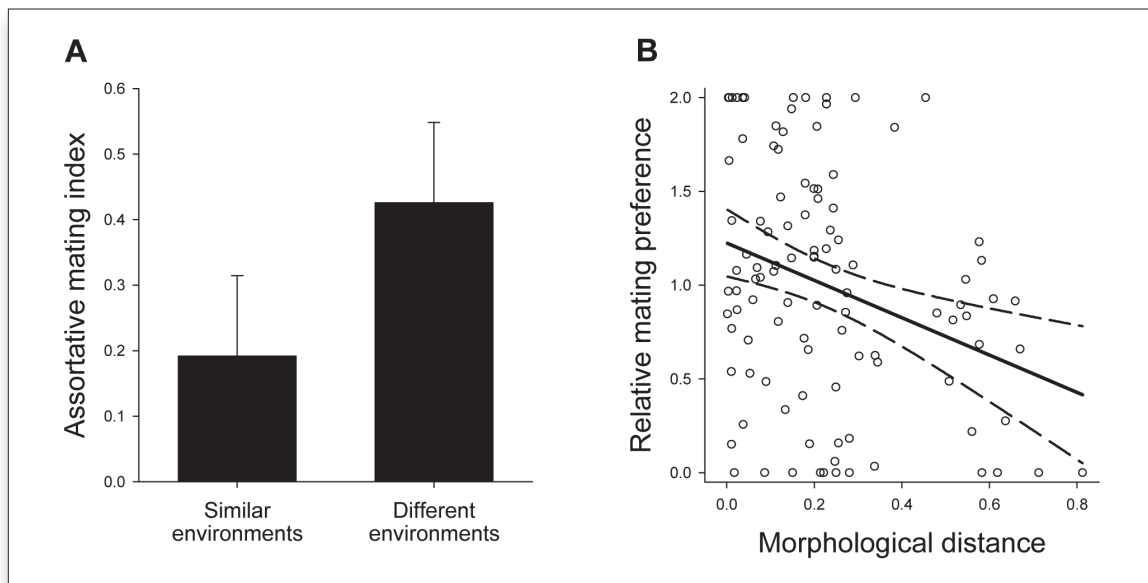 A
Assortative mating index
0.6
0.5
0.4
0.3
0.2
0.1
0.0
Similar
environments
Different
environments
B
Relative mating preference
2.0
1.5
1.0
0.5
0.0
0.0 0.2 0.4 0.6 0.8
Morphological distance